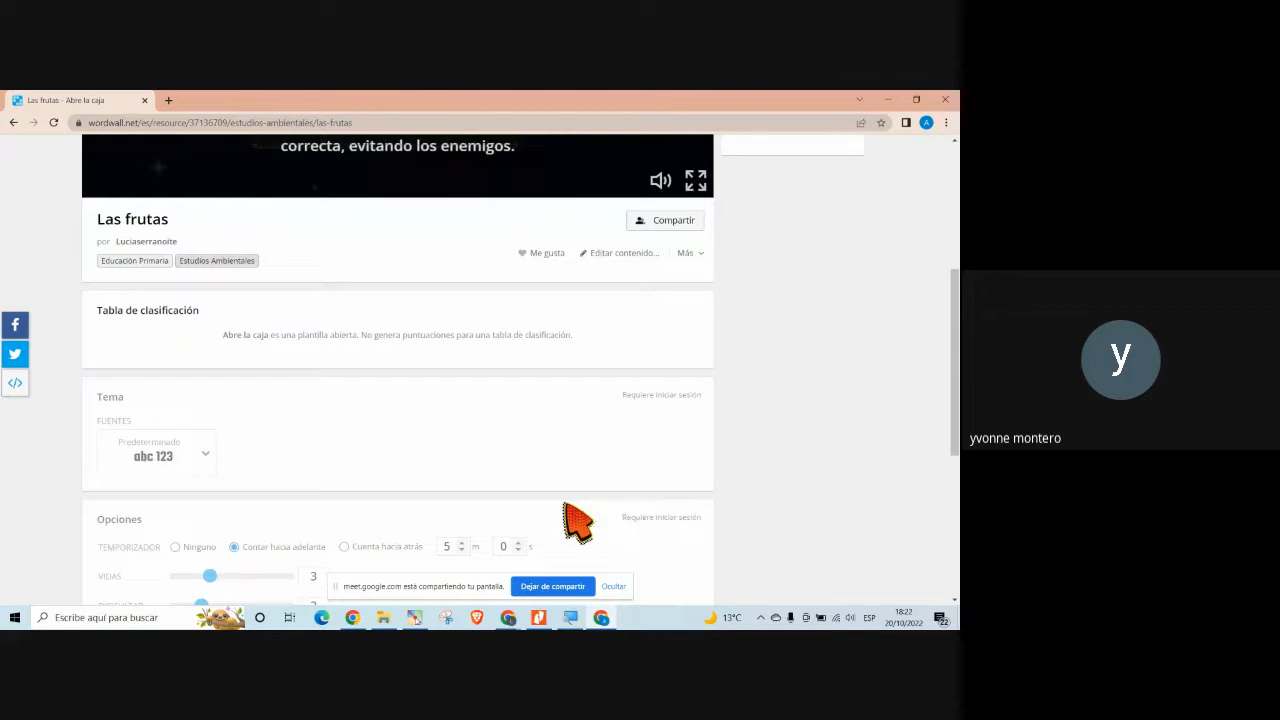 Las frutas - Abre la caja
wordwall.net/es/resource/37136709/estudios-ambientales/las-frutas
A
correcta, evitando los enemigos.
Las frutas
Compartir
por Luciaserranoite
Me gusta
Editar contenido...
Más
Educación Primaria
Estudios Ambientales
Tabla de clasificación
Abre la caja es una plantilla abierta. No genera puntuaciones para una tabla de clasificación.
Tema
Requiere iniciar sesión
FUENTES
Predeterminado
abc 123
Opciones
Requiere iniciar sesión
TEMPORIZADOR Ninguno Contar hacia adelante Cuenta hacia atrás 5 m 0 s
VIDAS 3
meet.google.com está compartiendo tu pantalla. Dejar de compartir Ocultar
Escribe aquí para buscar
13°C
ESP
18:22
20/10/2022
22
y
yvonne montero